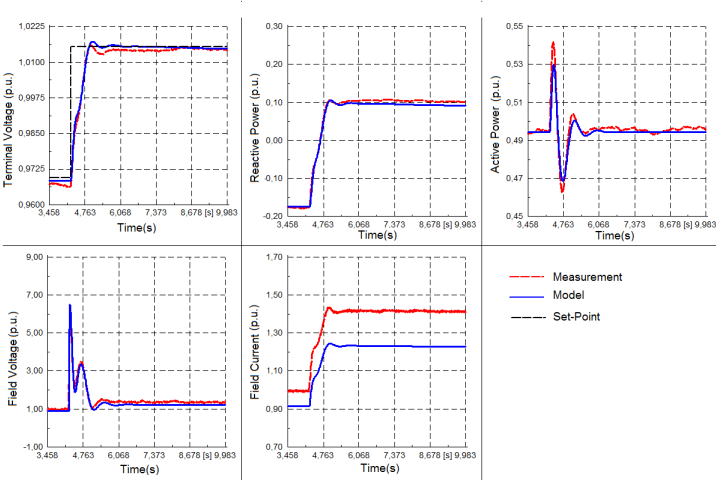 1,0225
1,0100
0,9975
0,9850
0,9725
0,9600
Terminal Voltage (p.u.)
3,458 4,763 6,068 7,373 8,678 [s] 9,983
Time(s)
0,30
0,20
0,10
0,00
-0,10
-0,20
Reactive Power (p.u.)
3,458 4,763 6,068 7,373 8,678 [s] 9,983
Time(s)
0,55
0,53
0,51
0,49
0,47
0,45
Active Power (p.u.)
3,458 4,763 6,068 7,373 8,678 [s] 9,983
Time(s)
9,00
7,00
5,00
3,00
1,00
-1,00
Field Voltage (p.u.)
3,458 4,763 6,068 7,373 8,678 [s] 9,983
Time(s)
1,70
1,50
1,30
1,10
0,90
0,70
Field Current (p.u.)
3,458 4,763 6,068 7,373 8,678 [s] 9,983
Time(s)
Measurement
Model
Set-Point